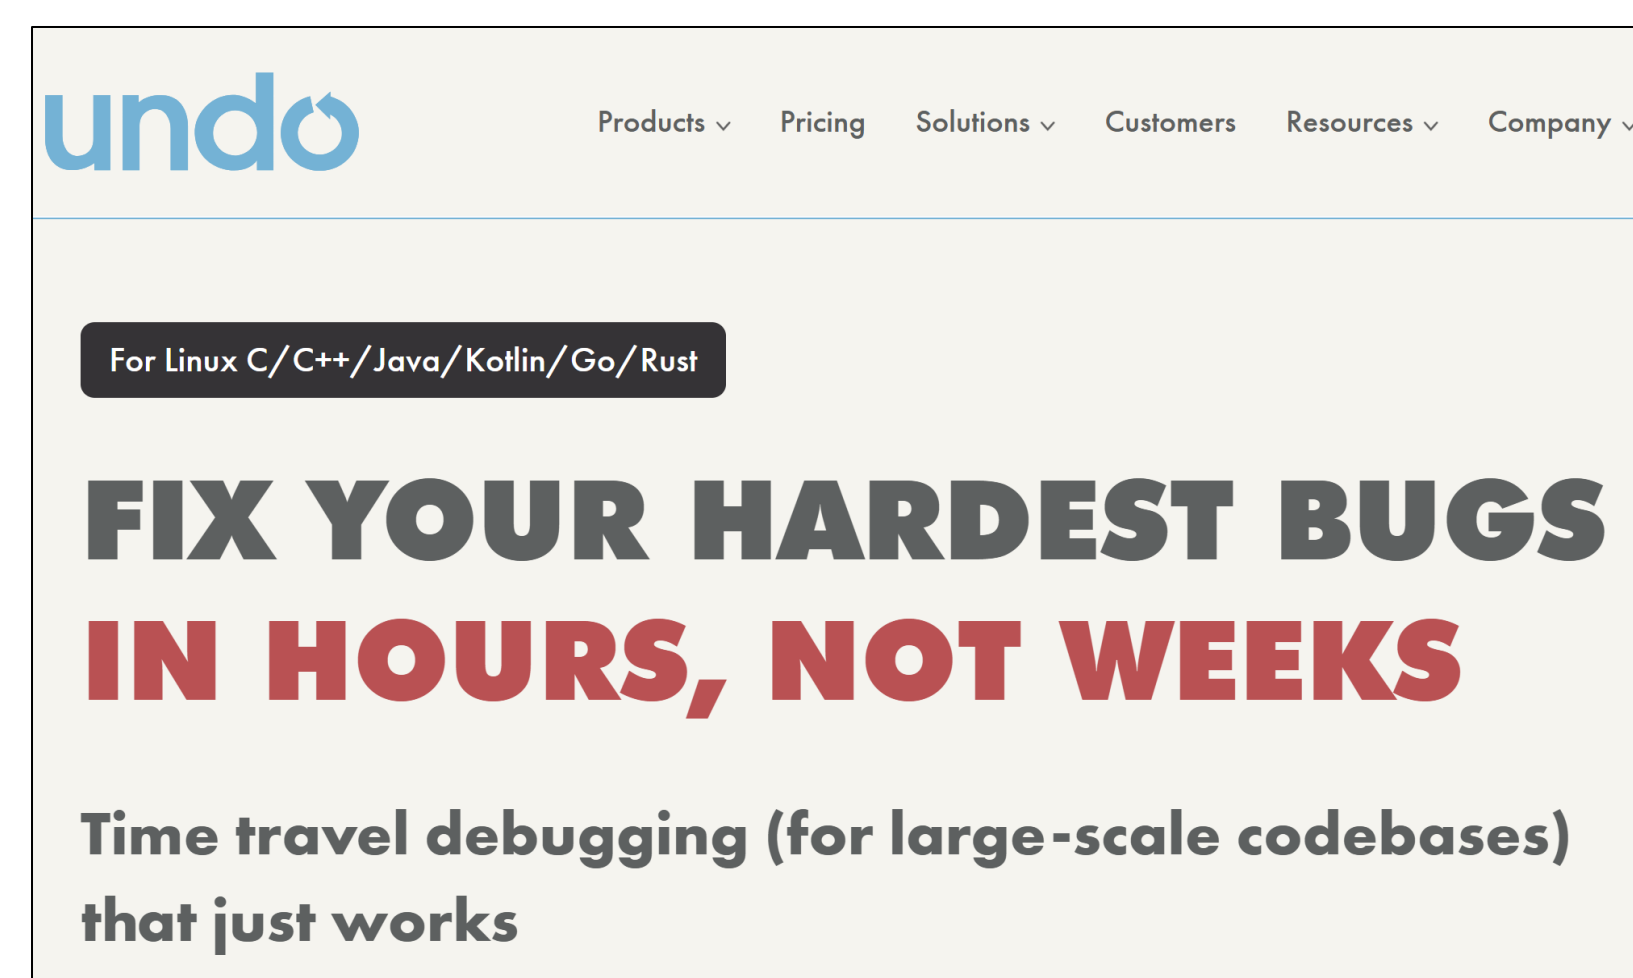 undo
Products Pricing Solutions Customers Resources Company
For Linux C/C++/Java/Kotlin/Go/Rust
FIX YOUR HARDEST BUGS
IN HOURS, NOT WEEKS
Time travel debugging (for large-scale codebases)
that just works